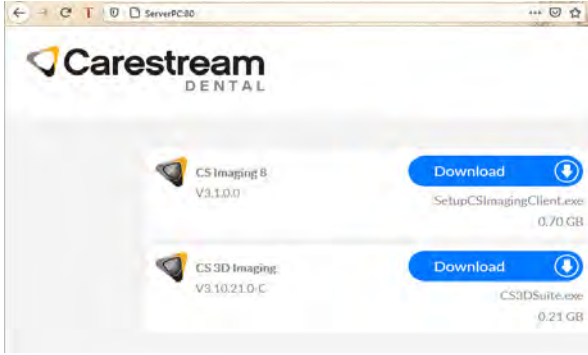 ServerPC:80
Carestream
DENTAL
CS Imaging 8
V3.1.0.0
Download
SetupCSImagingClient.exe
0.70 GB
CS 3D Imaging
V3.10.21.0-C
Download
CS3DSuite.exe
0.21 GB